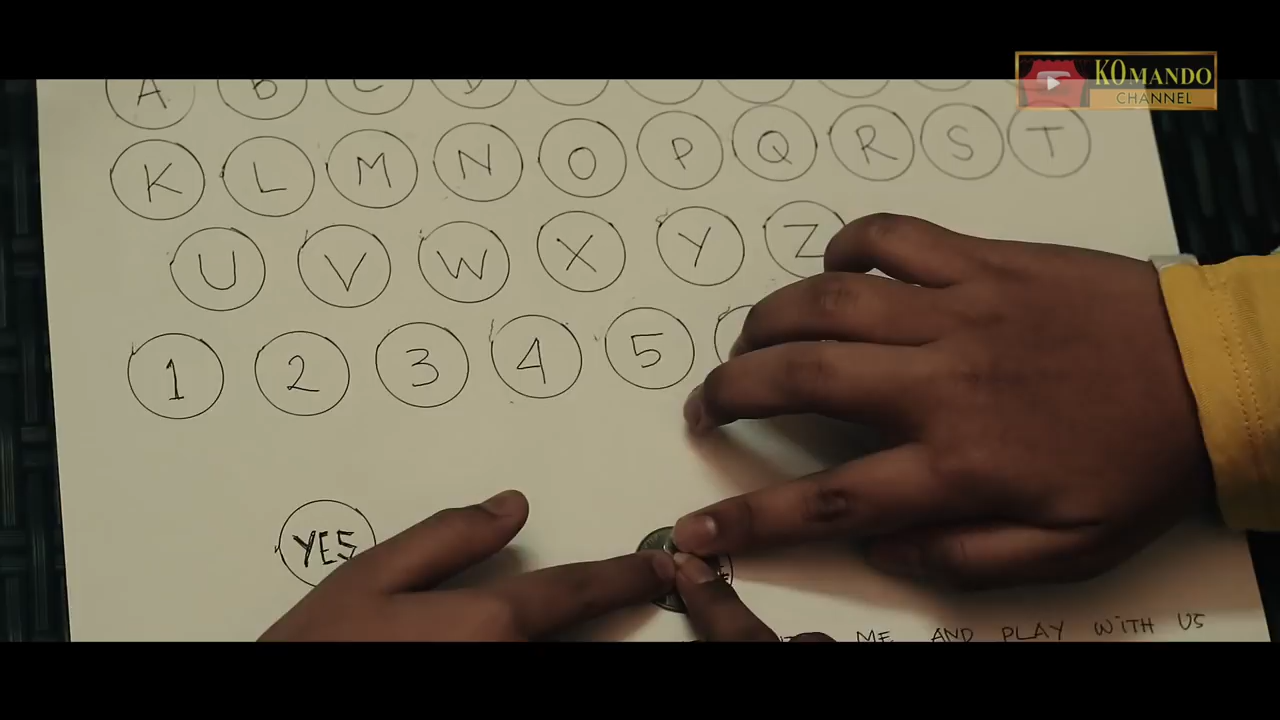 KOMANDO
CHANNEL
A B C D
K L M N O P Q R S T
U V W X Y Z
1 2 3 4 5
YES
ME AND PLAY WITH US